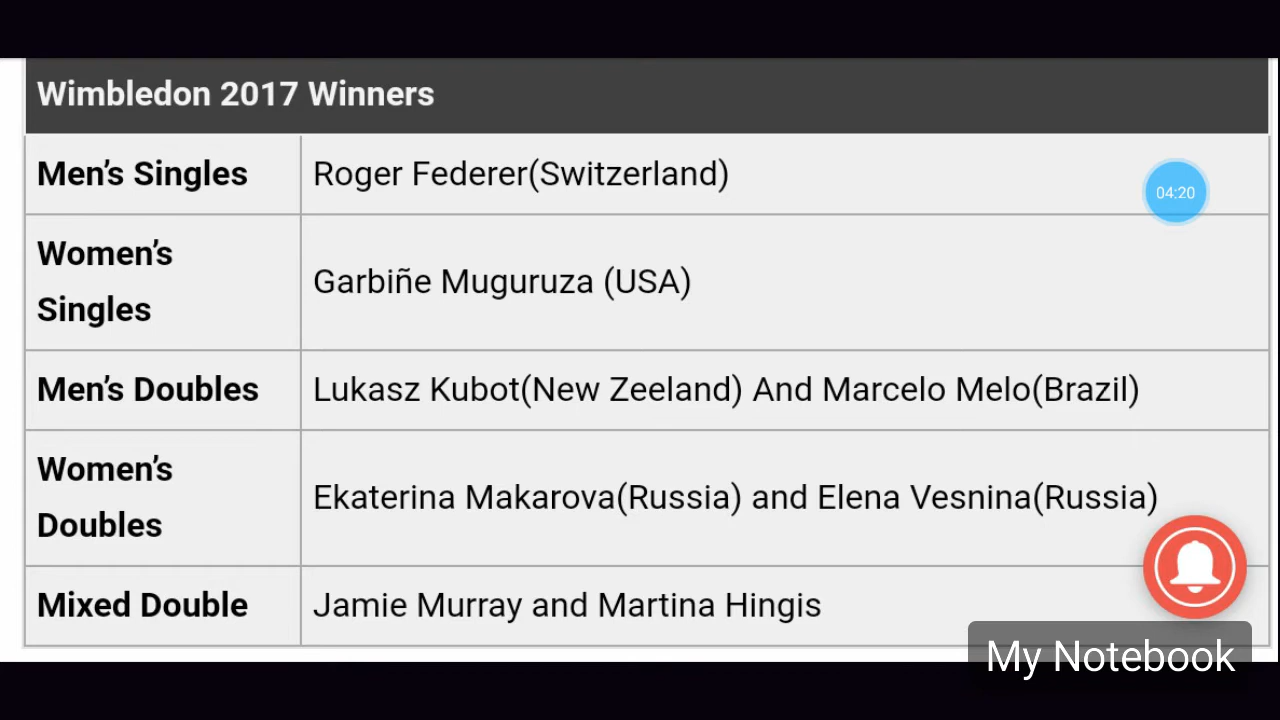 Wimbledon 2017 Winners
Men’s Singles
Roger Federer(Switzerland)
04:20
Women’s
Singles
Garbiñe Muguruza (USA)
Men’s Doubles
Lukasz Kubot(New Zeeland) And Marcelo Melo(Brazil)
Women’s
Doubles
Ekaterina Makarova(Russia) and Elena Vesnina(Russia)
Mixed Double
Jamie Murray and Martina Hingis
My Notebook